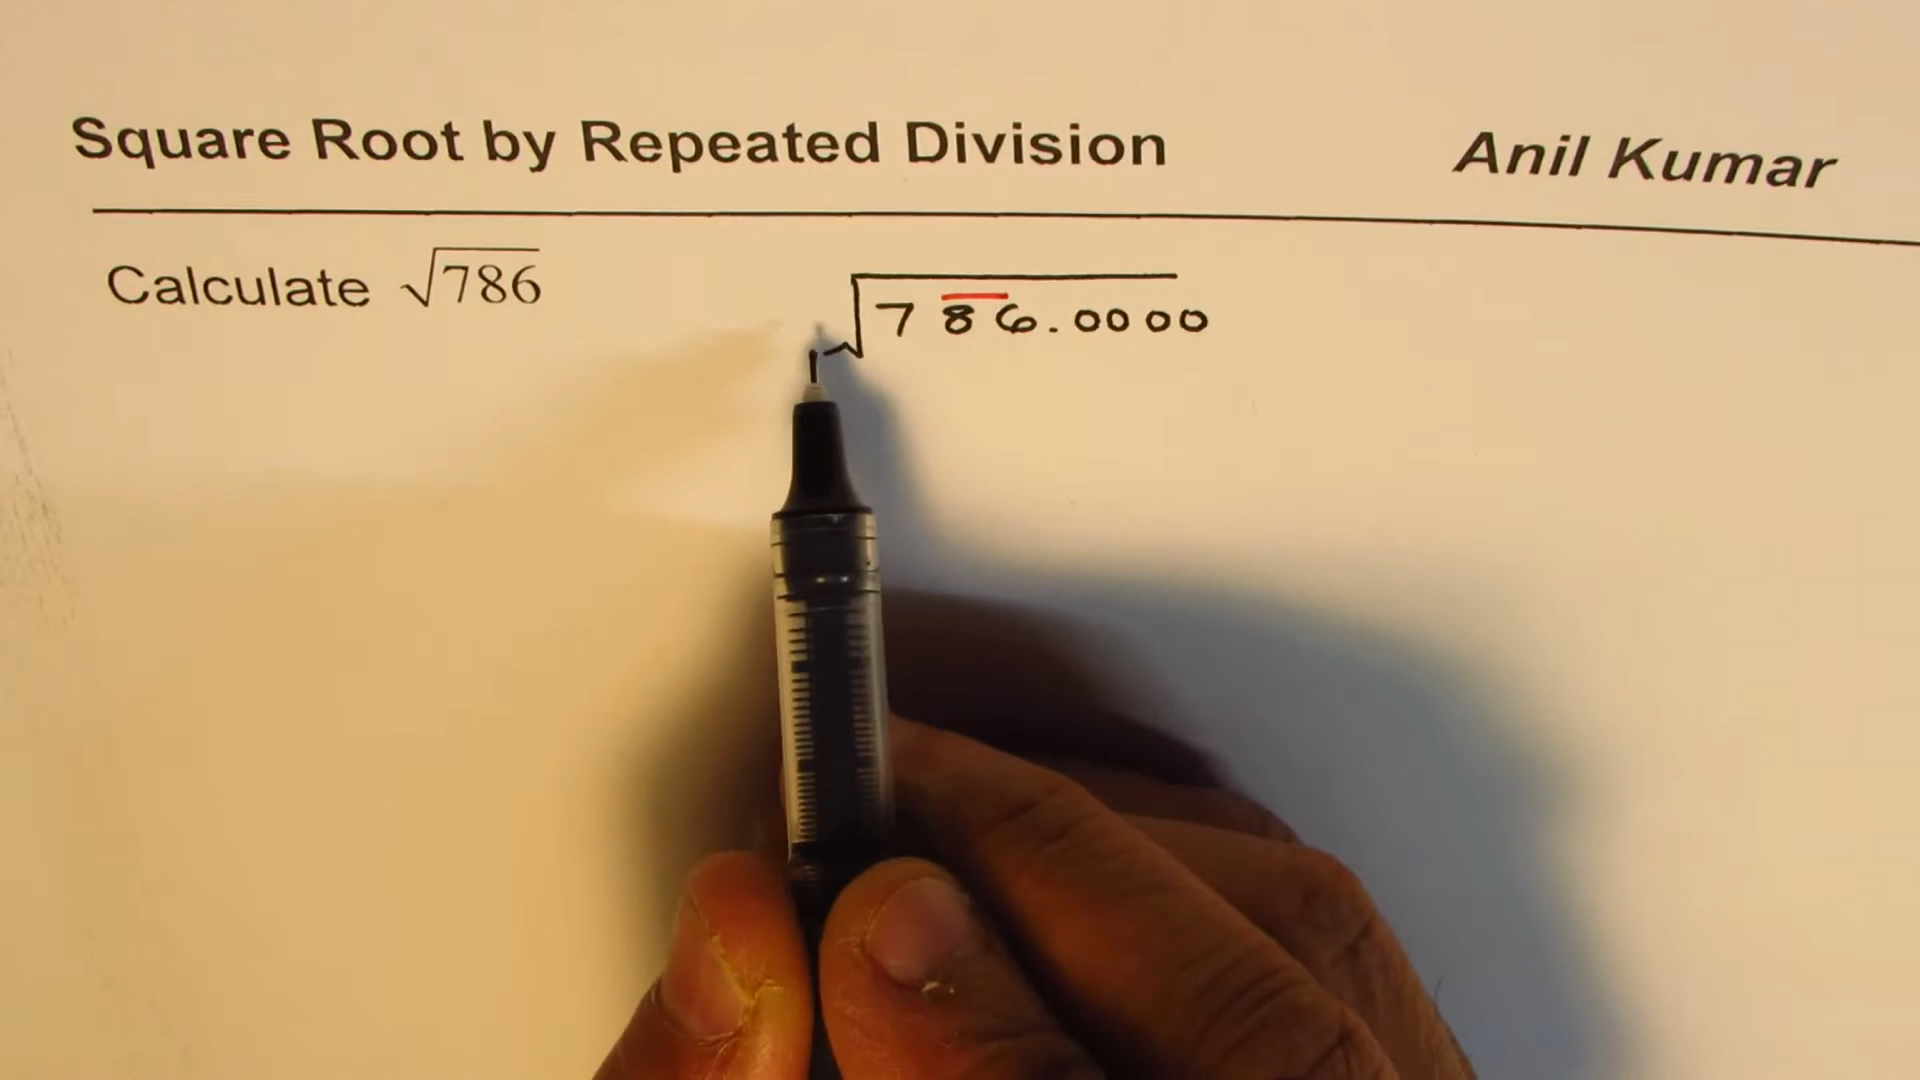 Square Root by Repeated Division Anil Kumar
Calculate √786 √786.0000